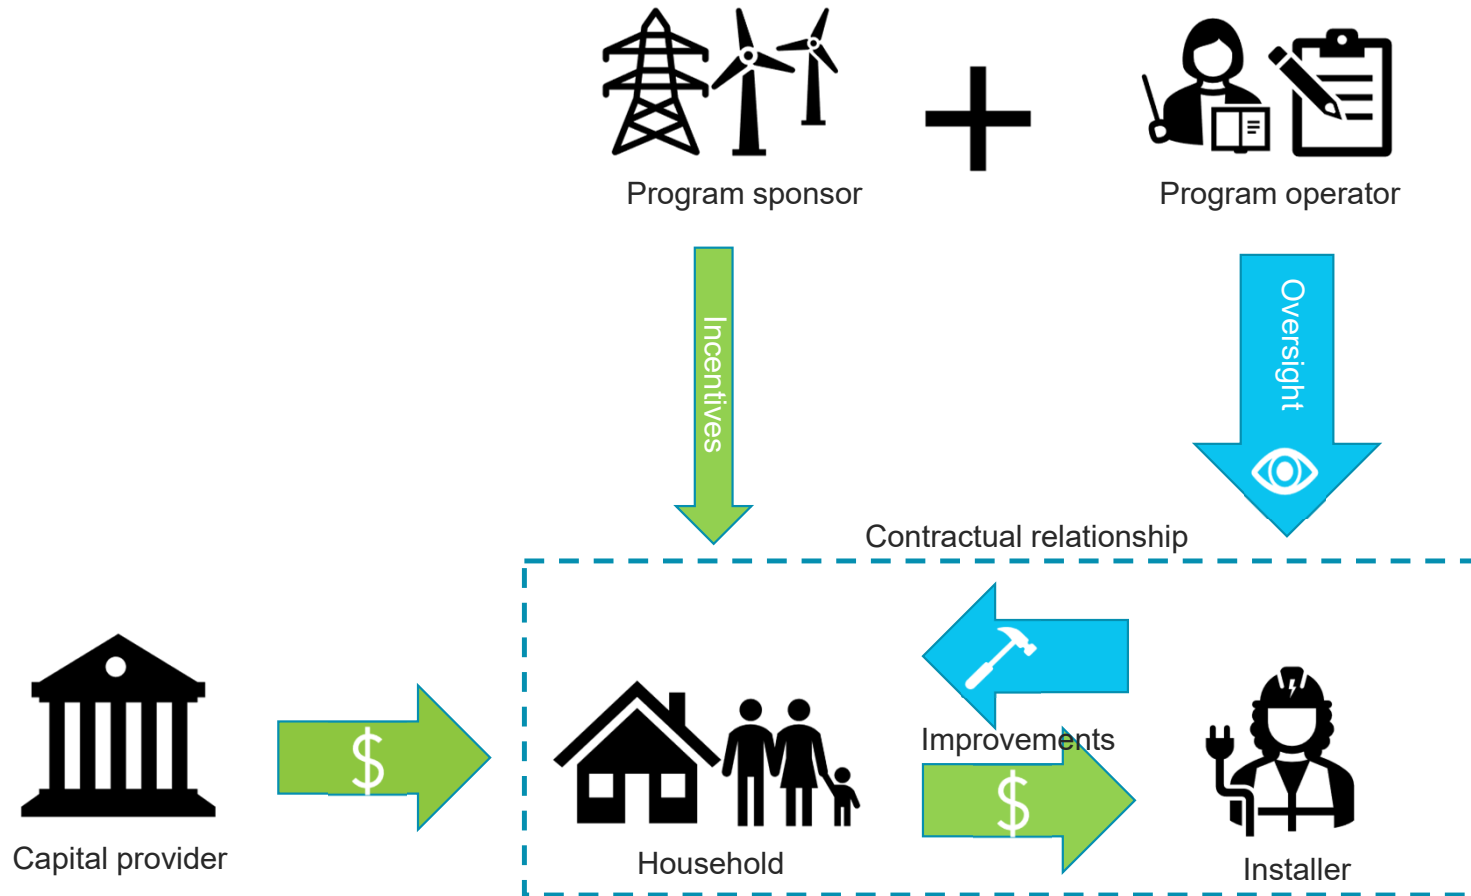 Program sponsor
Program operator
Incentives
Oversight
Contractual relationship
Improvements
$
$
Capital provider
Household
Installer